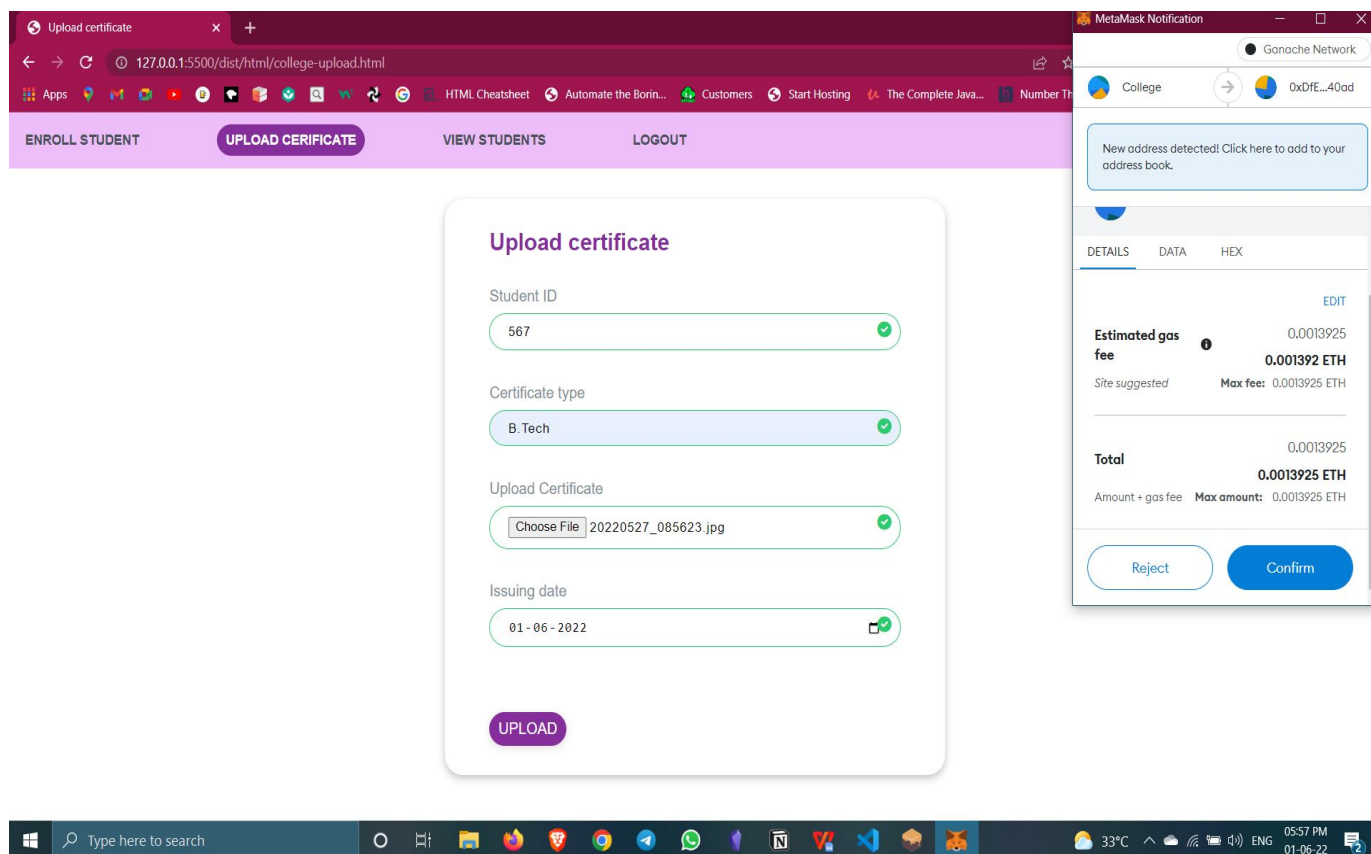 Upload certificate
127.0.0.1:5500/dist/html/college-upload.html
Apps
HTML Cheatsheet
Automate the Borin...
Customers
Start Hosting
The Complete Java...
Number Th
ENROLL STUDENT
UPLOAD CERIFICATE
VIEW STUDENTS
LOGOUT
Upload certificate
Student ID
567
Certificate type
B.Tech
Upload Certificate
Choose File 20220527_085623.jpg
Issuing date
01-06-2022
UPLOAD
MetaMask Notification
Ganache Network
College
0xDfE...40ad
New address detected! Click here to add to your
address book.
DETAILS
DATA
HEX
EDIT
Estimated gas
fee
0.0013925
0.001392 ETH
Site suggested
Max fee: 0.0013925 ETH
0.0013925
Total
0.0013925 ETH
Amount + gas fee
Max amount: 0.0013925 ETH
Reject
Confirm
Type here to search
33°C
ENG
05:57 PM
01-06-22